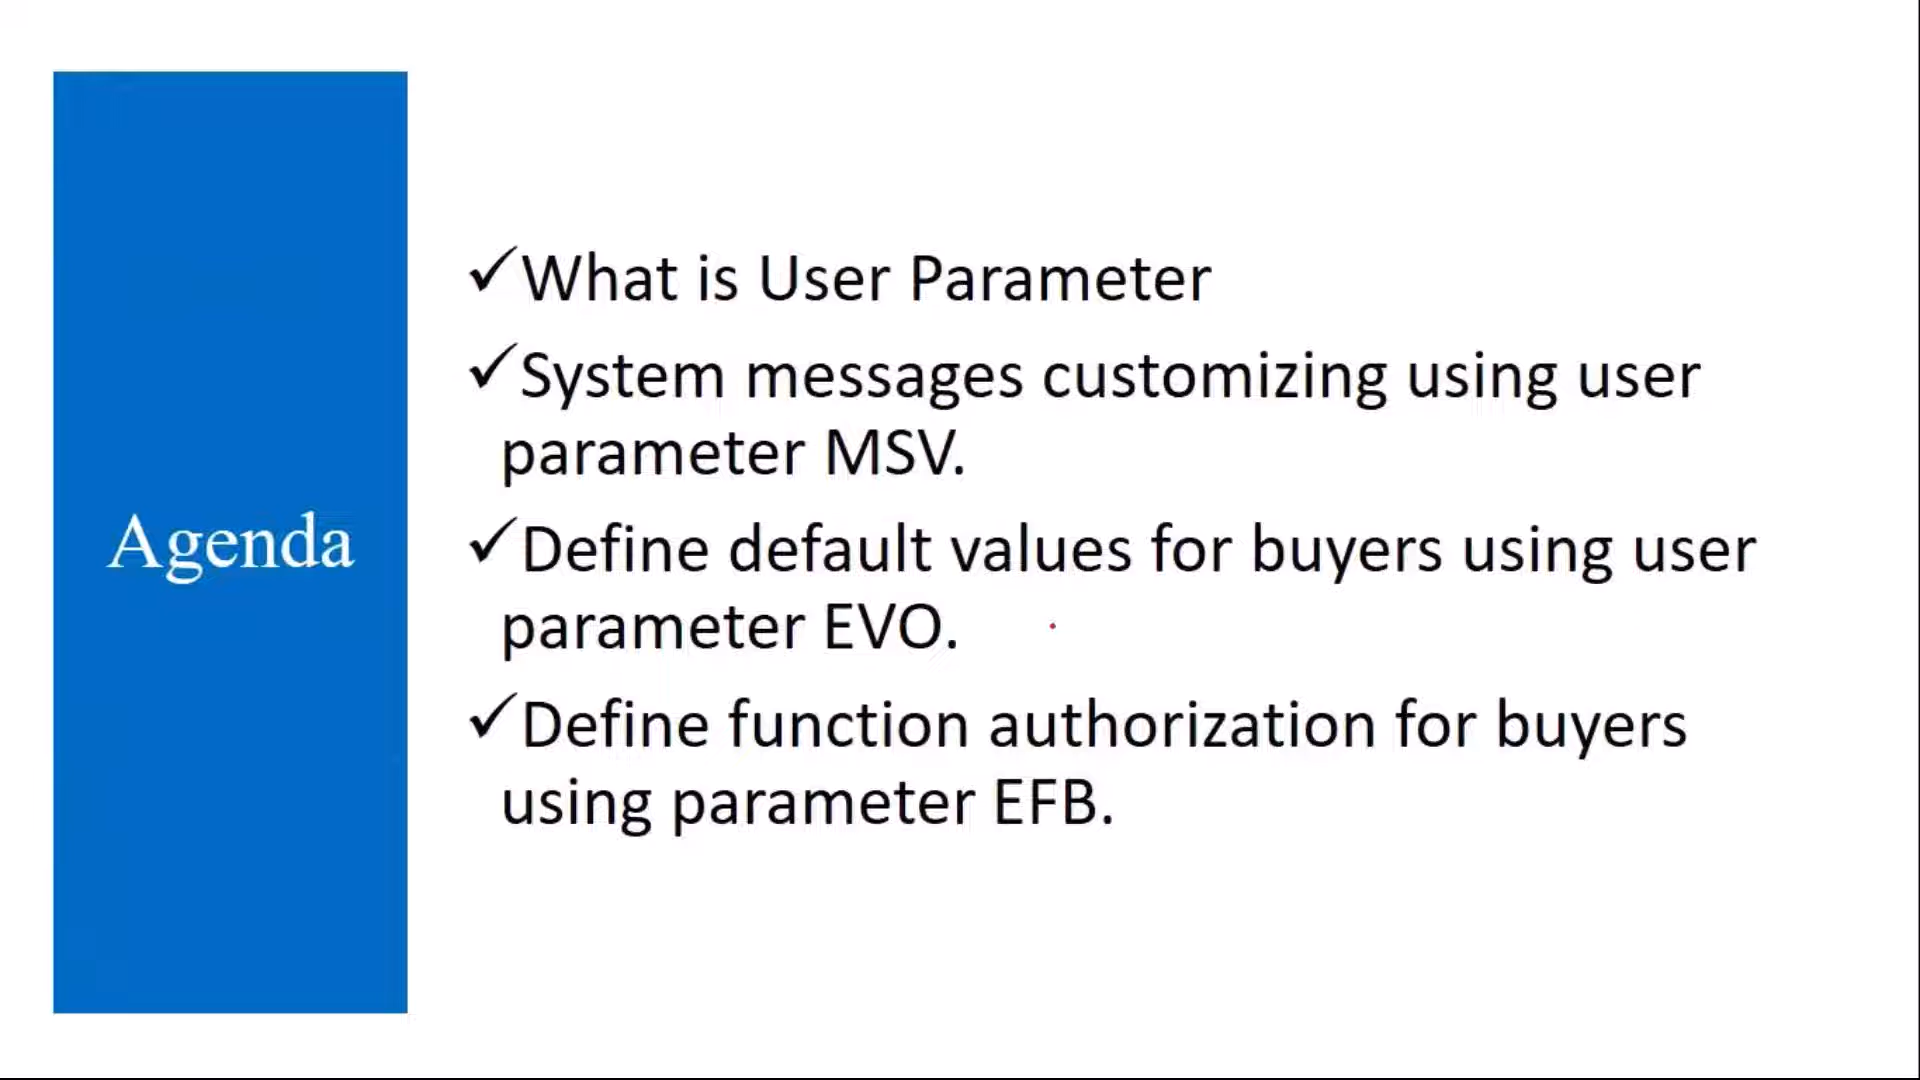 Agenda
✓What is User Parameter
✓System messages customizing using user
parameter MSV.
✓Define default values for buyers using user
parameter EVO.
✓Define function authorization for buyers
using parameter EFB.